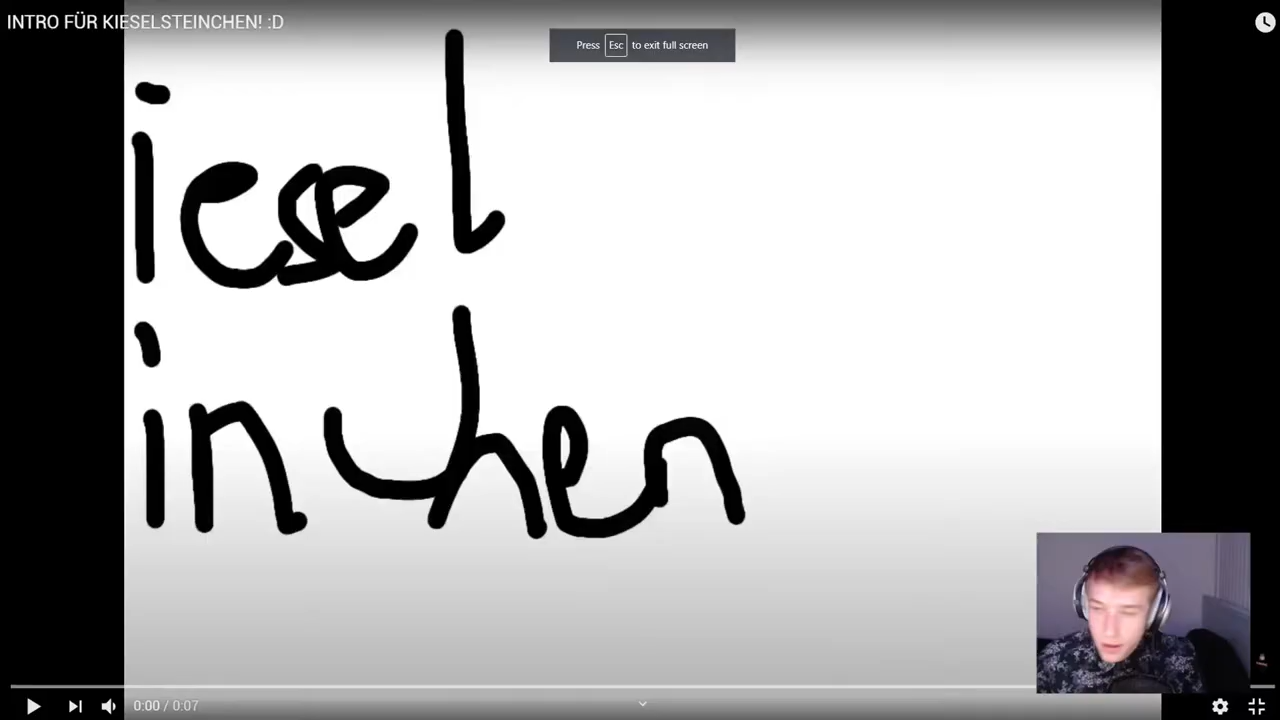 INTRO FÜR KIESELSTEINCHEN! :D
Press Esc to exit full screen
iesel
inchen
0:00 / 0:07